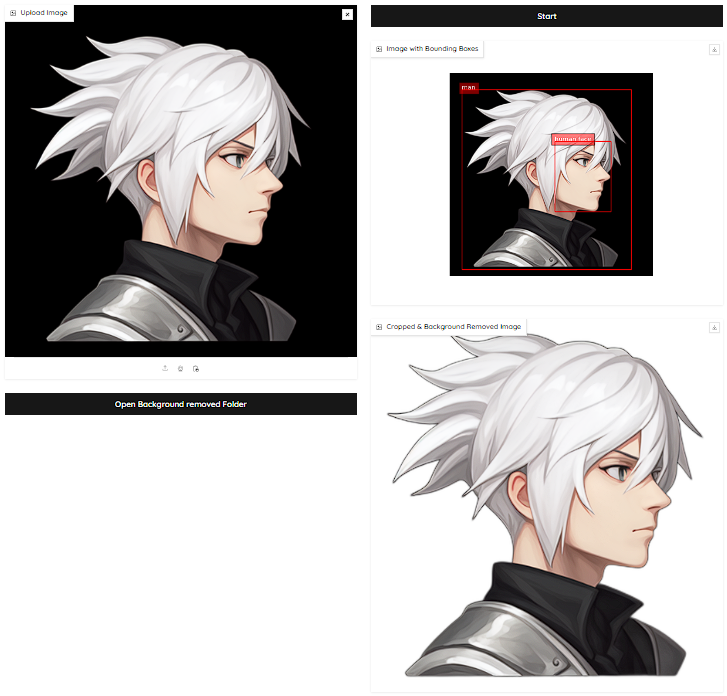 Upload Image
Open Background removed Folder
Start
Image with Bounding Boxes
man
human face
Cropped & Background Removed Image